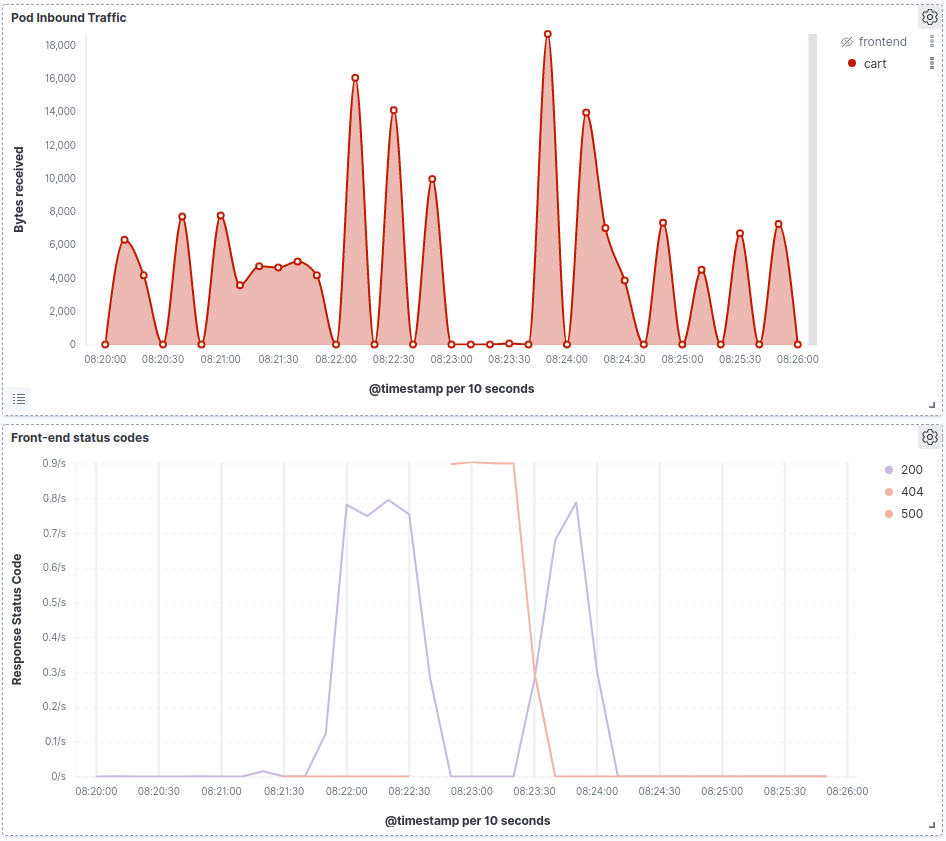 Pod Inbound Traffic
frontend
cart
Bytes received
18,000
16,000
14,000
12,000
10,000
8,000
6,000
4,000
2,000
0
08:20:00 08:20:30 08:21:00 08:21:30 08:22:00 08:22:30 08:23:00 08:23:30 08:24:00 08:24:30 08:25:00 08:25:30 08:26:00
@timestamp per 10 seconds
Front-end status codes
200
404
500
Response Status Code
0.9/s
0.8/s
0.7/s
0.6/s
0.5/s
0.4/s
0.3/s
0.2/s
0.1/s
0/s
08:20:00 08:20:30 08:21:00 08:21:30 08:22:00 08:22:30 08:23:00 08:23:30 08:24:00 08:24:30 08:25:00 08:25:30 08:26:00
@timestamp per 10 seconds